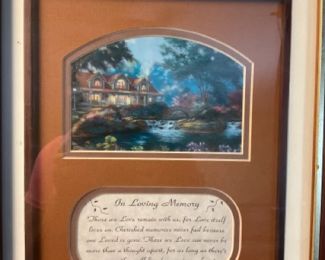 In Loving Memory
"Those we Love remain with us, for Love itself
lives on. Cherished memories never fade because
one Loved is gone. Those we Love can never be
more than a thought apart, for as long as there's